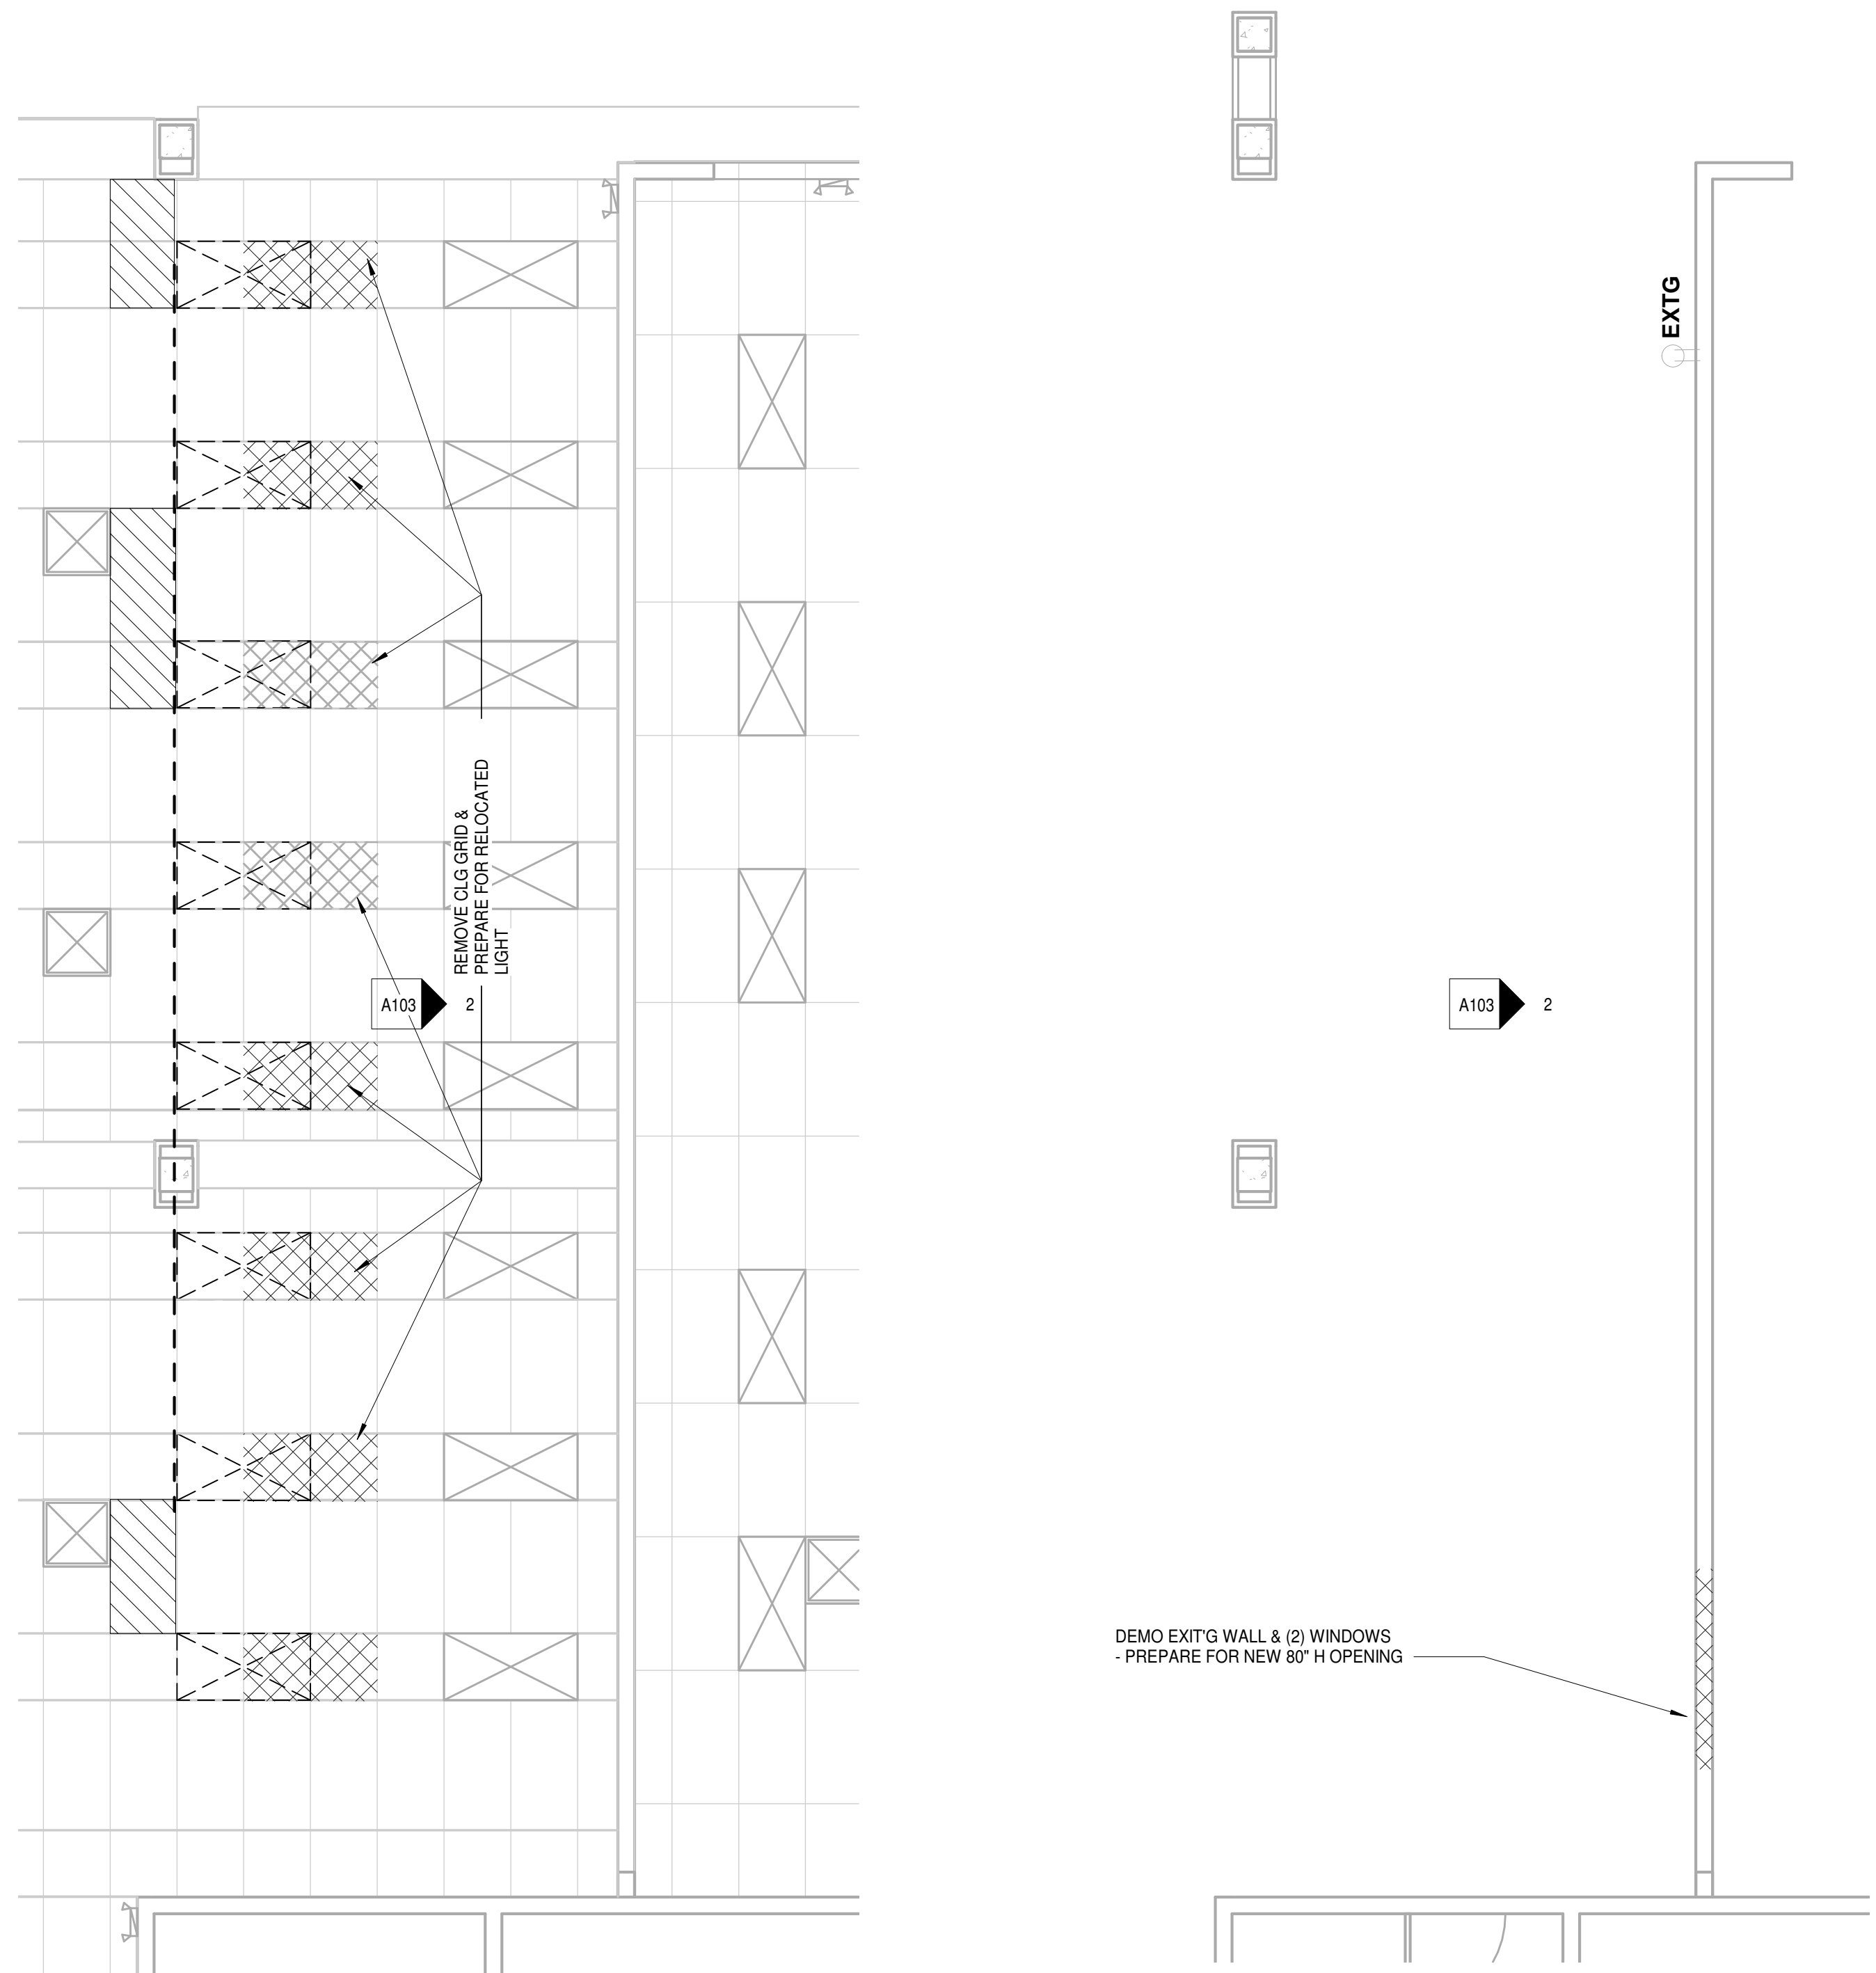 REMOVE CLG GRID &
PREPARE FOR RELOCATED
LIGHT
A103
2
EXTG
A103
2
DEMO EXIT'G WALL & (2) WINDOWS
- PREPARE FOR NEW 80" H OPENING